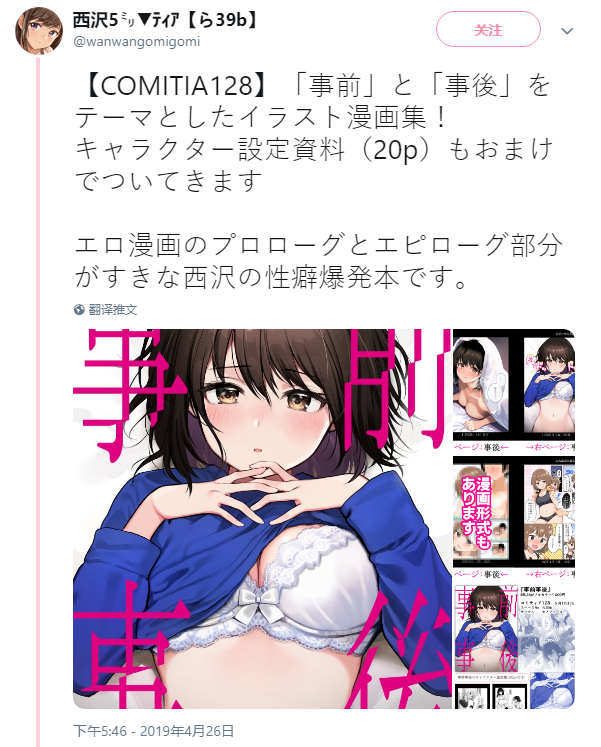 西沢5㍉▼ﾃｨｱ【ら39b】
@wanwangomigomi
关注
【COMITIA128】「事前」と「事後」を
テーマとしたイラスト漫画集！
キャラクター設定資料（20p）もおまけ
でついてきます
エロ漫画のプロローグとエピローグ部分
がすきな西沢の性癖爆発本です。
翻译推文
事前
事後
ページ：事後←
→右ページ：事
漫画形式も
あります
ページ：事後←
→右ページ：事
「事前事後」
事前
事後
下午5:46 - 2019年4月26日